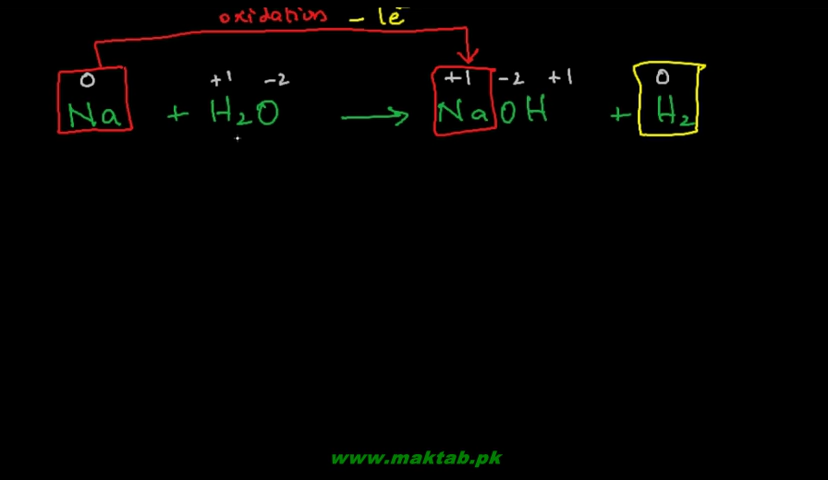 oxidation – 1e⁻
0 +1 -2 +1 -2 +1 0
Na + H₂O → NaOH + H₂
www.maktab.pk